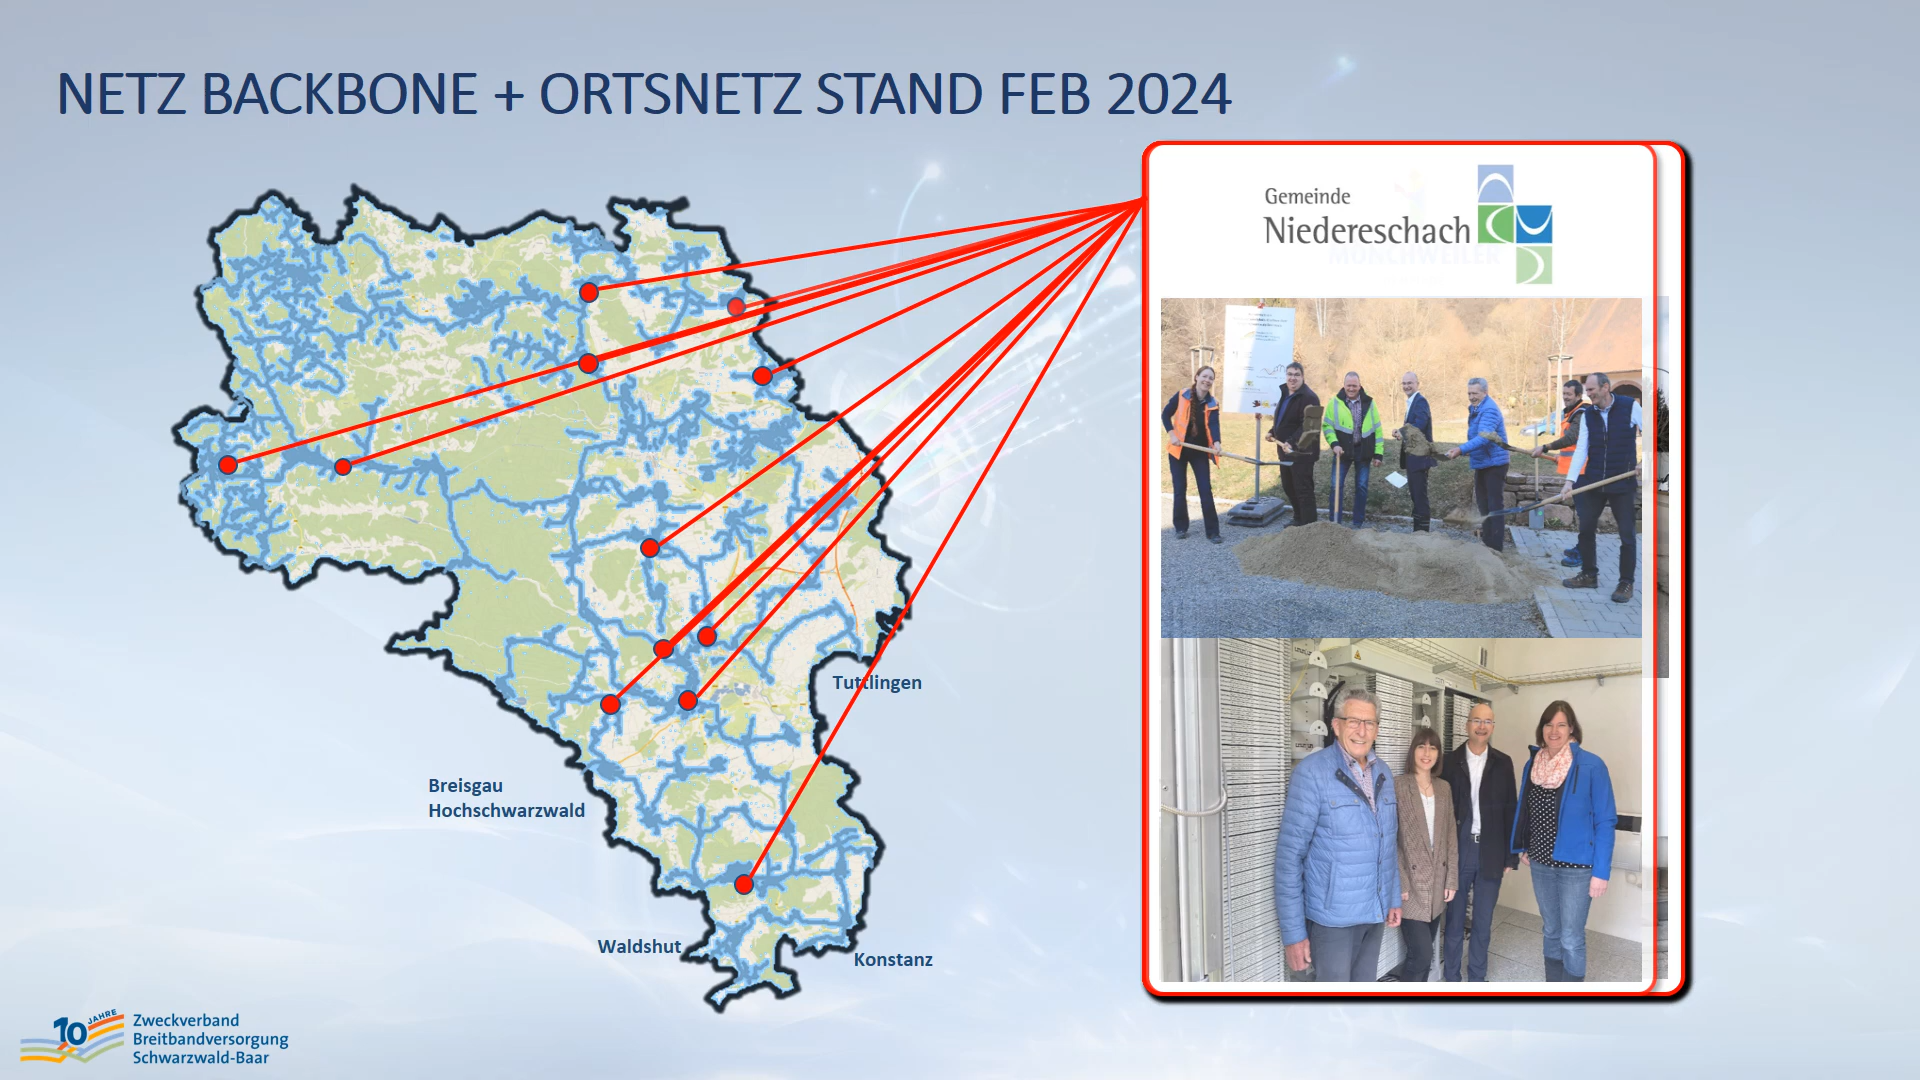 NETZ BACKBONE + ORTSNETZ STAND FEB 2024
Gemeinde
Niedereschach
MÖNCHWEILER
Tuttlingen
Breisgau
Hochschwarzwald
Waldshut
Konstanz
10 JAHRE
Zweckverband
Breitbandversorgung
Schwarzwald-Baar